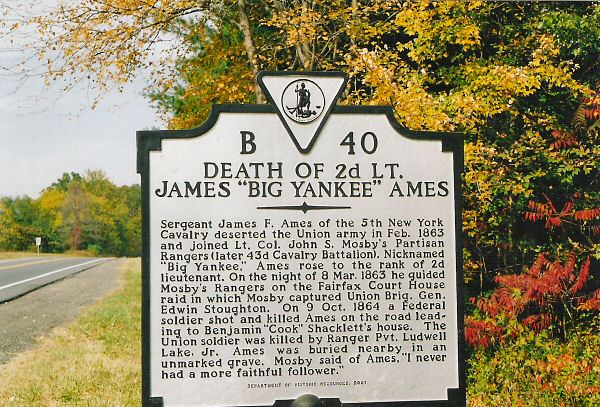 B 40
DEATH OF 2d LT.
JAMES "BIG YANKEE" AMES
Sergeant James F. Ames of the 5th New York
Cavalry deserted the Union army in Feb. 1863
and joined Lt. Col. John S. Mosby's Partisan
Rangers (later 43d Cavalry Battalion). Nicknamed
"Big Yankee," Ames rose to the rank of 2d
lieutenant. On the night of 8 Mar. 1863 he guided
Mosby's Rangers on the Fairfax Court House
raid in which Mosby captured Union Brig. Gen.
Edwin Stoughton. On 9 Oct. 1864 a Federal
soldier shot and killed Ames on the road lead-
ing to Benjamin "Cook" Shacklett's house. The
Union soldier was killed by Ranger Pvt. Ludwell
Lake, Jr. Ames was buried nearby in an
unmarked grave. Mosby said of Ames, "I never
had a more faithful follower."
DEPARTMENT OF HISTORIC RESOURCES, 2001